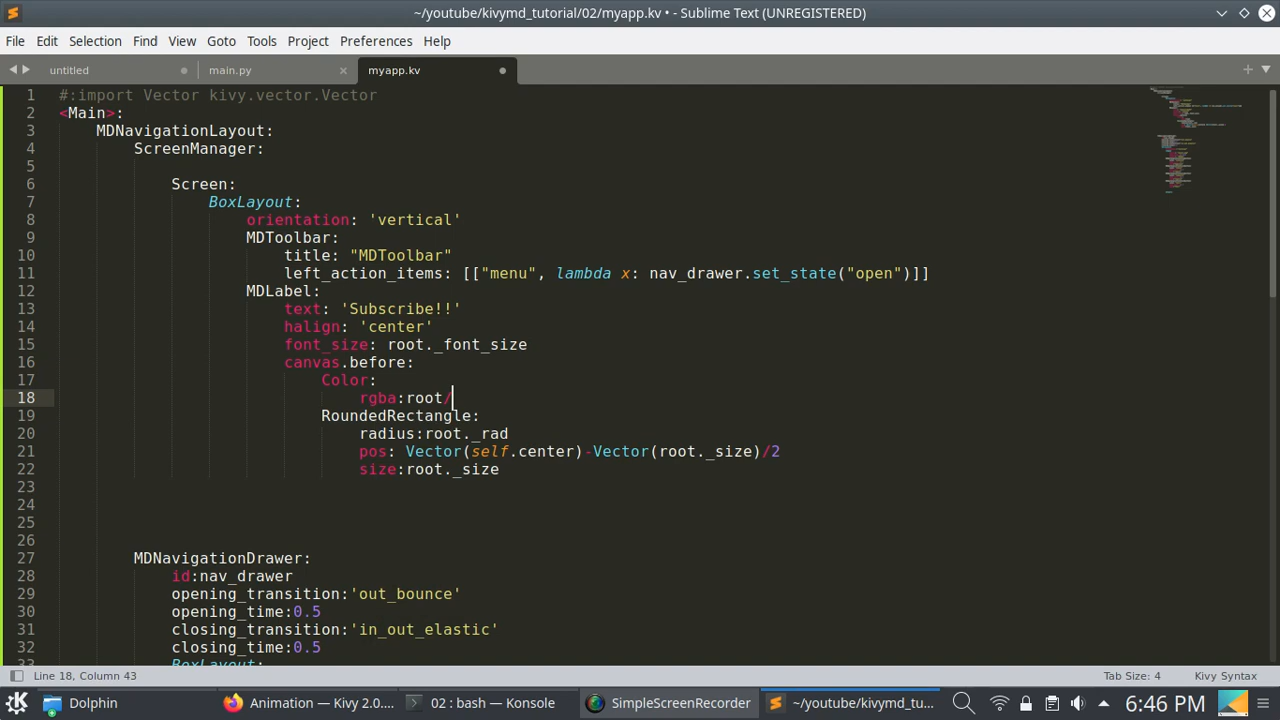 ~/youtube/kivymd_tutorial/02/myapp.kv • - Sublime Text (UNREGISTERED)
File Edit Selection Find View Goto Tools Project Preferences Help
untitled main.py myapp.kv
1 #:import Vector kivy.vector.Vector
2 <Main>:
3 MDNavigationLayout:
4 ScreenManager:
5
6 Screen:
7 BoxLayout:
8 orientation: 'vertical'
9 MDToolbar:
10 title: "MDToolbar"
11 left_action_items: [["menu", lambda x: nav_drawer.set_state("open")]]
12 MDLabel:
13 text: 'Subscribe!!'
14 halign: 'center'
15 font_size: root._font_size
16 canvas.before:
17 Color:
18 rgba:root/
19 RoundedRectangle:
20 radius:root._rad
21 pos: Vector(self.center)-Vector(root._size)/2
22 size:root._size
23
24
25
26
27 MDNavigationDrawer:
28 id:nav_drawer
29 opening_transition:'out_bounce'
30 opening_time:0.5
31 closing_transition:'in_out_elastic'
32 closing_time:0.5
33 BoxLayout:
Line 18, Column 43 Tab Size: 4 Kivy Syntax
Dolphin Animation — Kivy 2.0.... 02 : bash — Konsole SimpleScreenRecorder ~/youtube/kivymd_tu... 6:46 PM